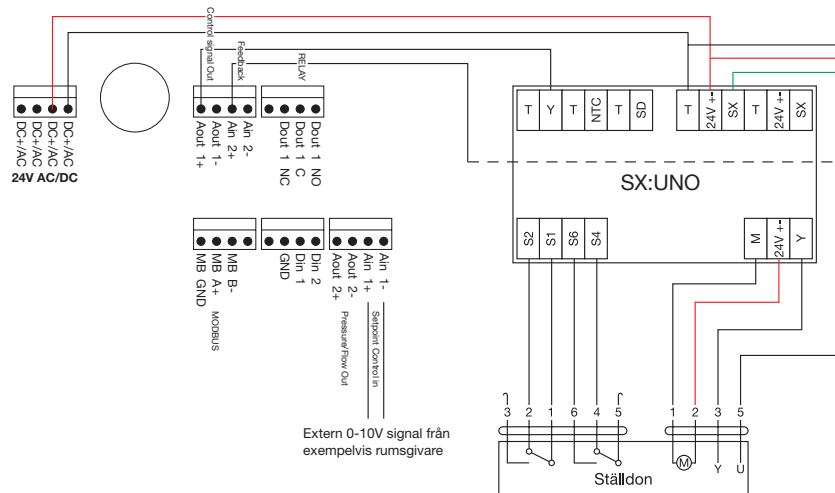 Control signal Out
Feedback
RELAY
DC+/AC
DC+/AC
DC+/AC
DC+/AC
24V AC/DC
Aout 1+
Aout 1-
Ain 2+
Ain 2-
Dout 1 NC
Dout 1 C
Dout 1 NO
T
Y
T
NTC
T
SD
T
24V +-
SX
T
24V +-
SX
SX:UNO
S2
S1
S6
S4
M
24V +-
Y
MB GND
MB A+
MB B-
MODBUS
GND
Din 1
Din 2
Aout 2+
Aout 2-
Ain 1+
Ain 1-
Pressure/Flow Out
Setpoint Control in
Extern 0-10V signal från
exempelvis rumsgivare
3 2 1 6 4 5
1 2 3 5
M Y U
Ställdon